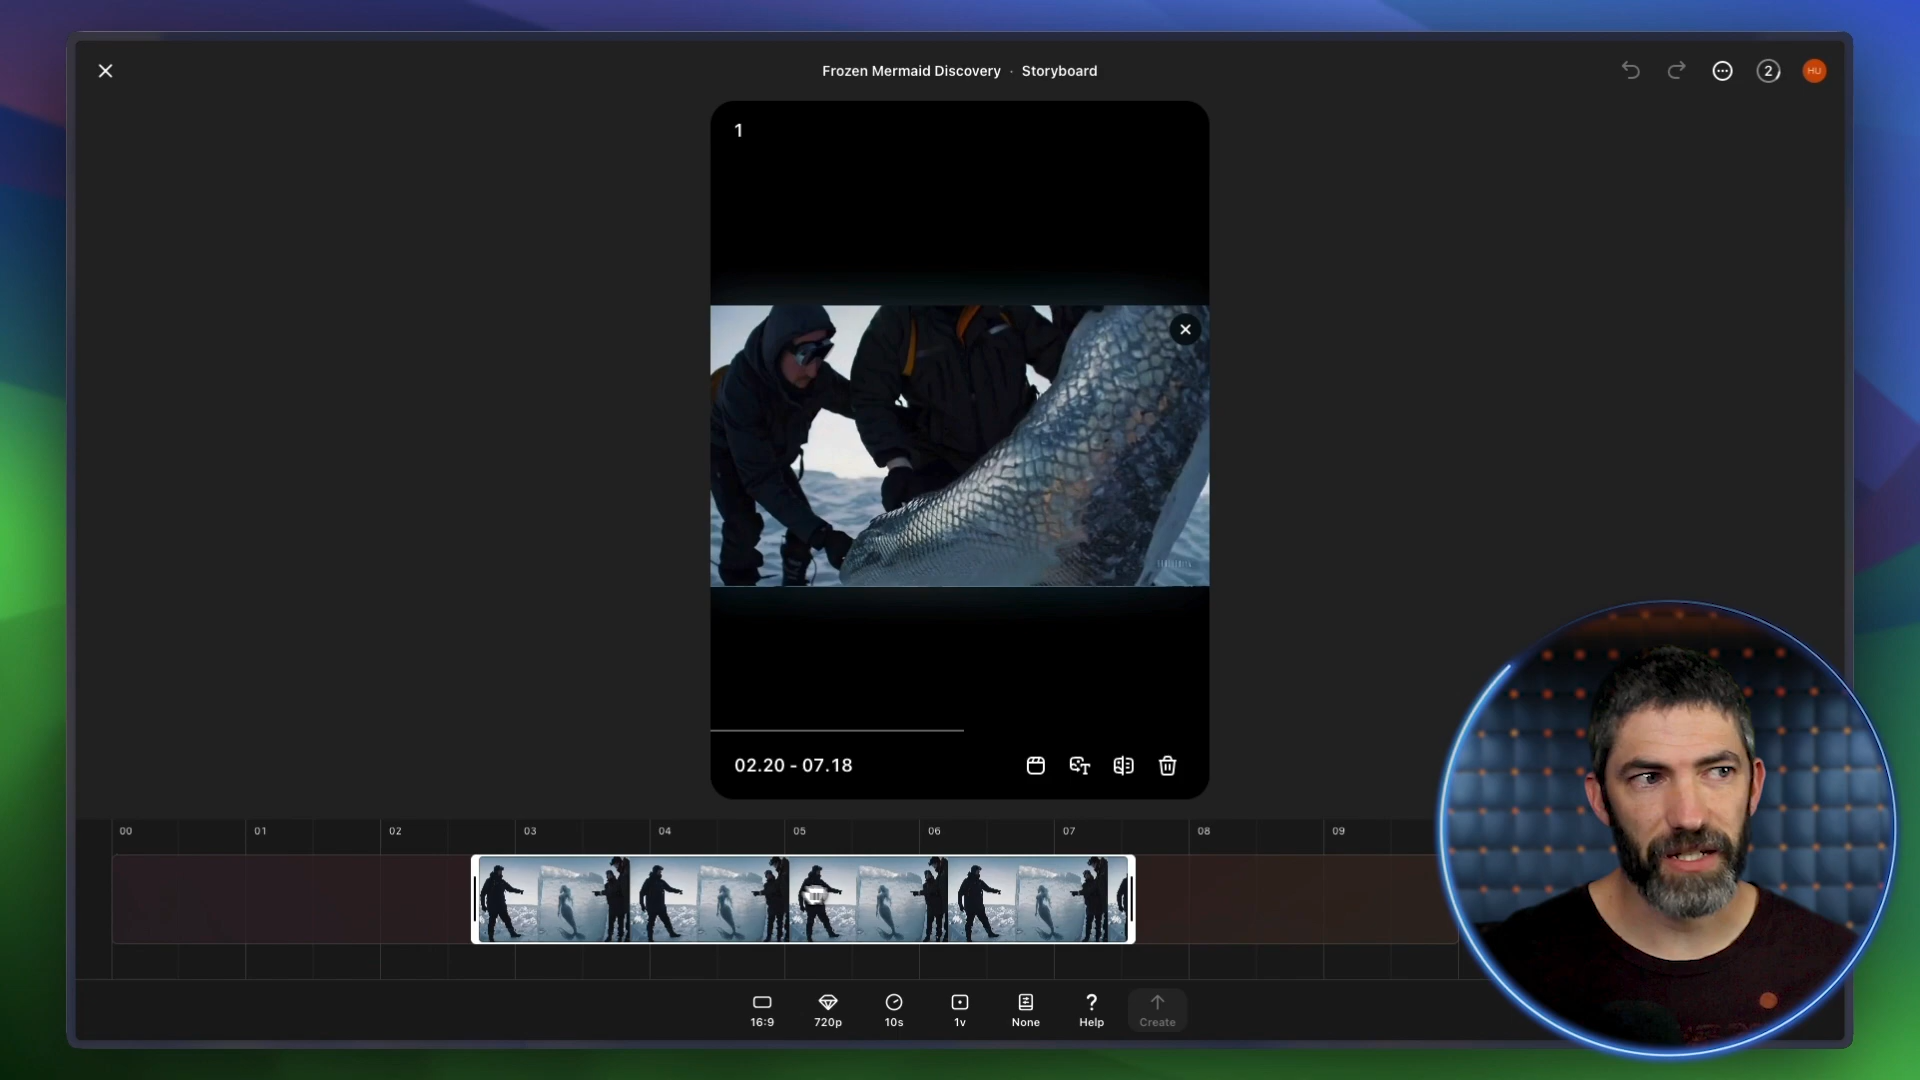 Frozen Mermaid Discovery · Storyboard
2
HU
1
02.20 - 07.18
00 01 02 03 04 05 06 07 08 09
16:9 720p 10s 1v None Help Create